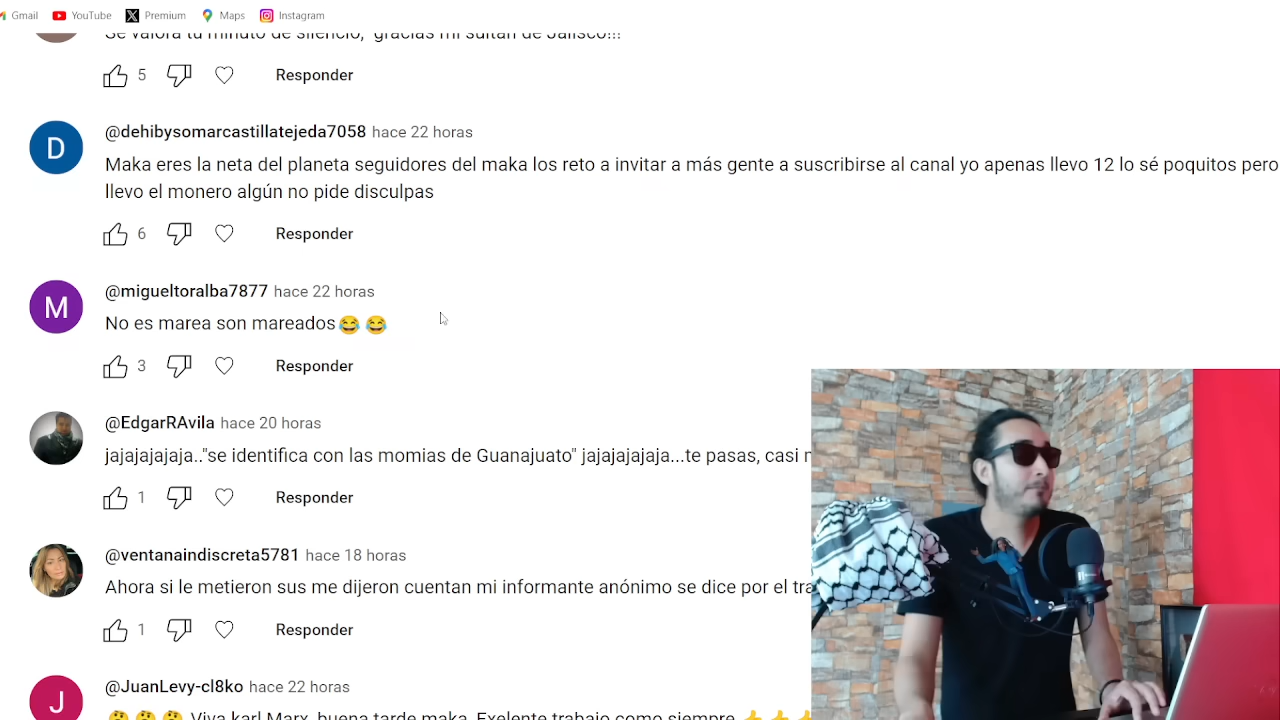 Gmail YouTube Premium Maps Instagram
Se valora tu minuto de silencio, gracias mi sultán de Jalisco!!!
5 Responder
D
@dehibysomarcastillatejeda7058 hace 22 horas
Maka eres la neta del planeta seguidores del maka los reto a invitar a más gente a suscribirse al canal yo apenas llevo 12 lo sé poquitos pero
llevo el monero algún no pide disculpas
6 Responder
M
@migueltoralba7877 hace 22 horas
No es marea son mareados😂 😂
3 Responder
@EdgarRAvila hace 20 horas
jajajajajaja.."se identifica con las momias de Guanajuato" jajajajajaja...te pasas, casi
1 Responder
@ventanaindiscreta5781 hace 18 horas
Ahora si le metieron sus me dijeron cuentan mi informante anónimo se dice por el
1 Responder
J
@JuanLevy-cl8ko hace 22 horas
🤔🤔🤔 Viva karl Marx, buena tarde maka. Exelente trabajo como siempre